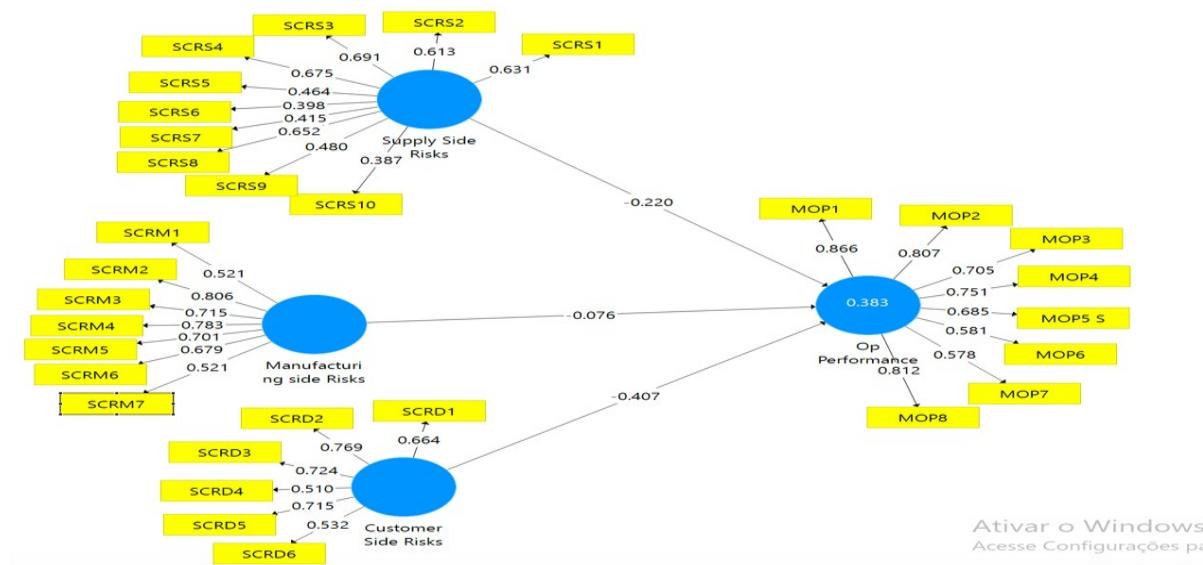 SCRS3
SCRS2
SCRS1
SCRS4
0.691
0.613
0.631
0.675
SCRS5
0.464
SCRS6
0.398
0.415
SCRS7
0.652
SCRS8
0.480
0.387
SCRS9
SCRS10
Supply Side
Risks
-0.220
SCRM1
0.521
SCRM2
0.806
SCRM3
0.715
SCRM4
0.783
0.701
SCRM5
0.679
SCRM6
0.521
SCRM7
Manufacturi
ng side Risks
-0.076
SCRD2
SCRD1
0.769
0.664
SCRD3
0.724
SCRD4
0.510
0.715
SCRD5
0.532
SCRD6
Customer
Side Risks
-0.407
MOP1
MOP2
0.866
0.807
MOP3
0.705
MOP4
0.751
0.383
0.685
MOP5 S
0.581
MOP6
0.578
MOP7
0.812
MOP8
Op
Performance
Ativar o Windows
Acesse Configurações pa